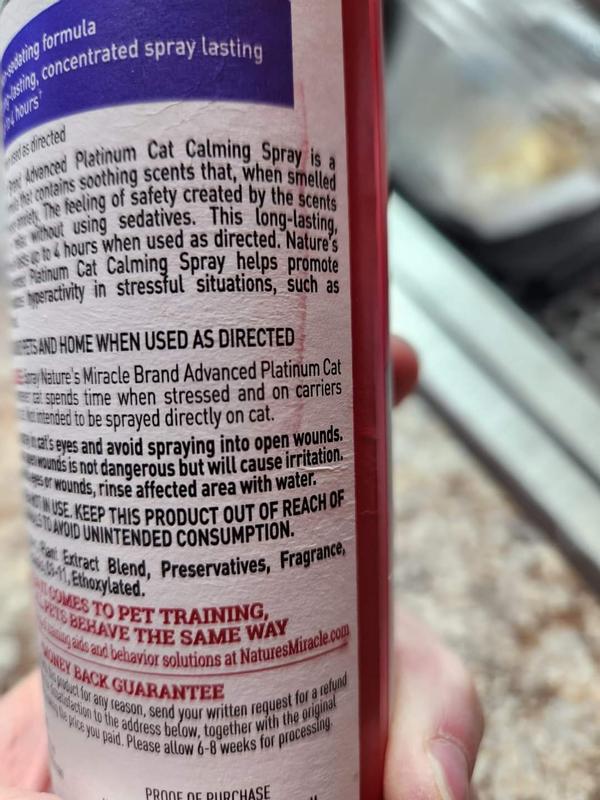 formula
lasting, concentrated spray lasting
4 hours†
used as directed
Advanced Platinum Cat Calming Spray is a
that contains soothing scents that, when smelled
The feeling of safety created by the scents
without using sedatives. This long-lasting,
up to 4 hours when used as directed. Nature's
Platinum Cat Calming Spray helps promote
hyperactivity in stressful situations, such as
PETS AND HOME WHEN USED AS DIRECTED
Spray Nature's Miracle Brand Advanced Platinum Cat
cat spends time when stressed and on carriers
intended to be sprayed directly on cat.
in cat's eyes and avoid spraying into open wounds.
wounds is not dangerous but will cause irritation.
eyes or wounds, rinse affected area with water.
IN USE. KEEP THIS PRODUCT OUT OF REACH OF
TO AVOID UNINTENDED CONSUMPTION.
Plant Extract Blend, Preservatives, Fragrance,
Ethoxylated.
IT COMES TO PET TRAINING,
PETS BEHAVE THE SAME WAY
training aids and behavior solutions at NaturesMiracle.com
MONEY BACK GUARANTEE
product for any reason, send your written request for a refund
to the address below, together with the original
the price you paid. Please allow 6-8 weeks for processing.
PROOF OF PURCHASE